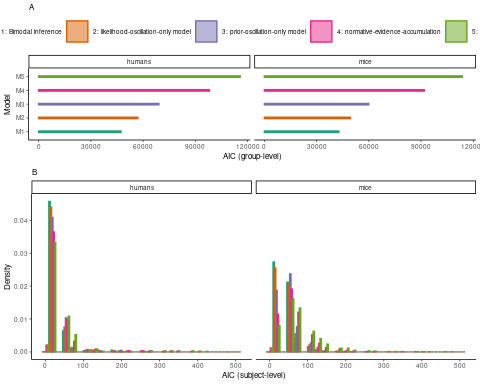 A
1: Bimodal inference 2: likelihood-oscillation-only model 3: prior-oscillation-only model 4: normative-evidence-accumulation 5:
humans mice
M5
M4
M3
M2
M1
Model
0 30000 60000 90000 120000 0 30000 60000 90000 12000
AIC (group-level)
B
humans mice
0.04
0.03
0.02
0.01
0.00
Density
0 100 200 300 400 500 0 100 200 300 400 500
AIC (subject-level)